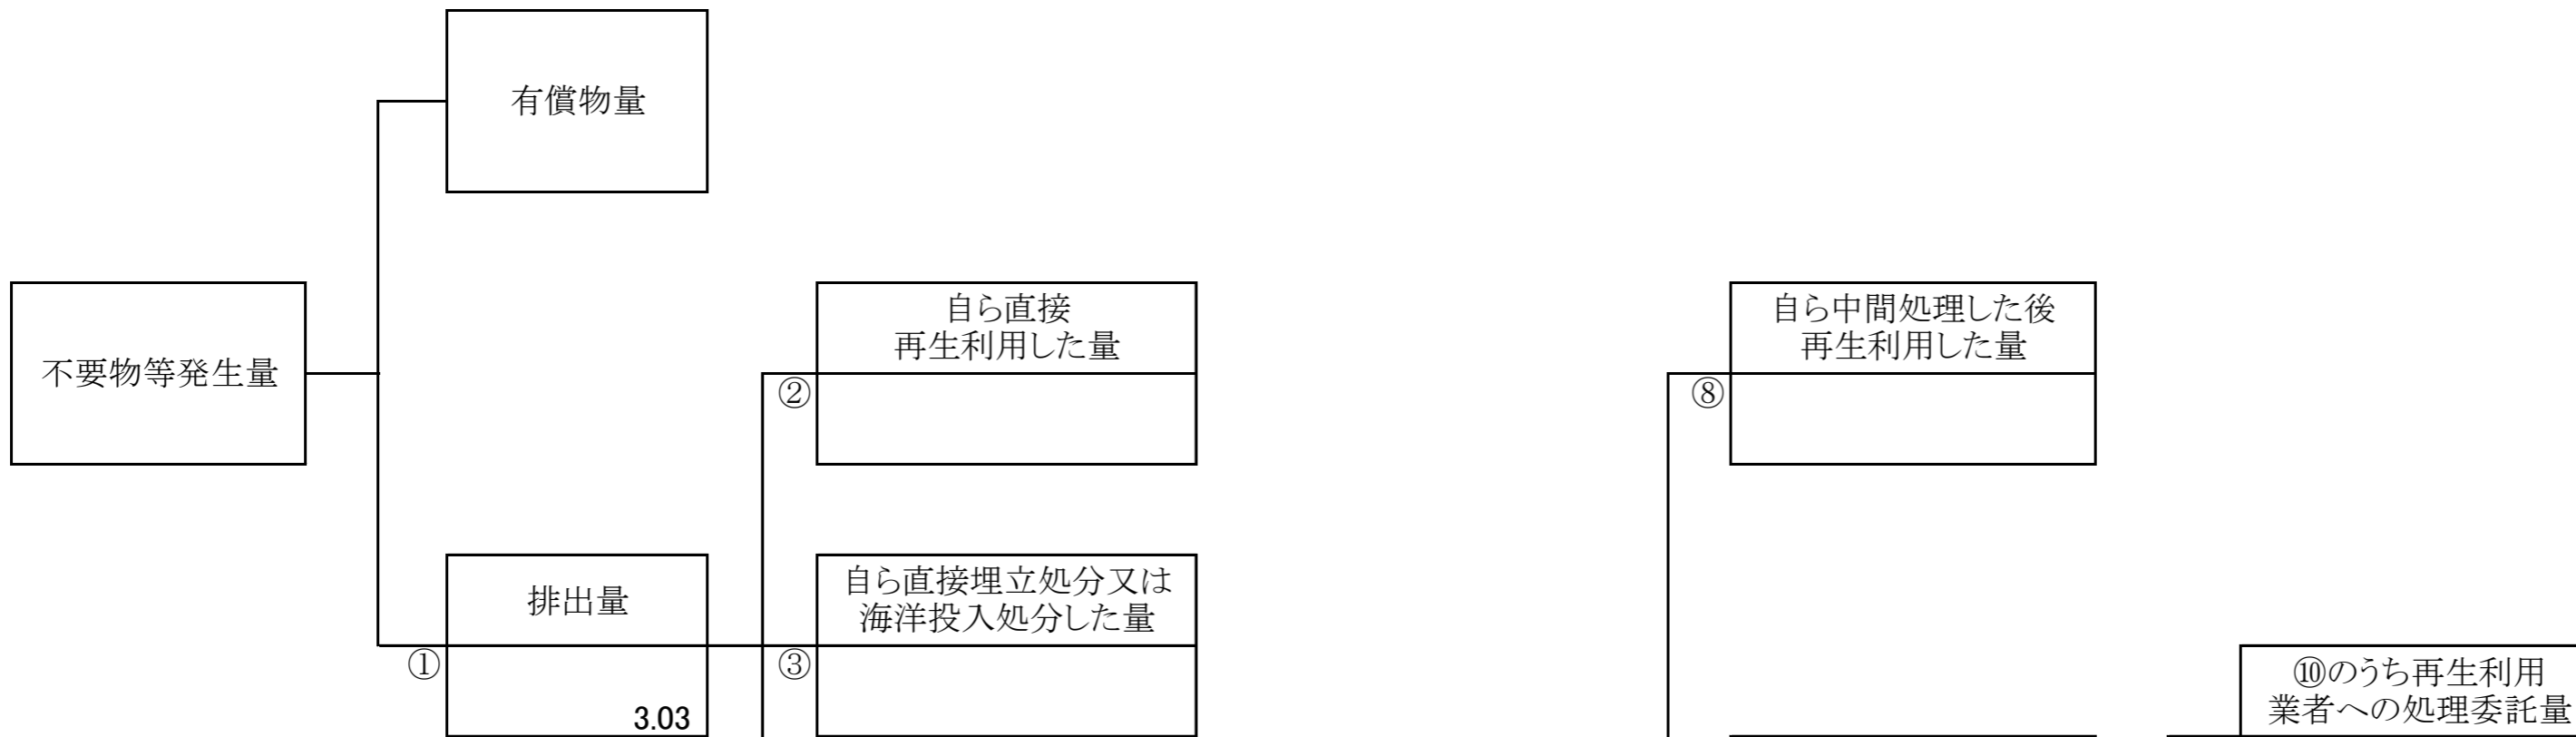 有償物量
不要物等発生量
自ら直接
再生利用した量
②
自ら中間処理した後
再生利用した量
⑧
排出量
①
3.03
自ら直接埋立処分又は
海洋投入処分した量
③
⑩のうち再生利用
業者への処理委託量